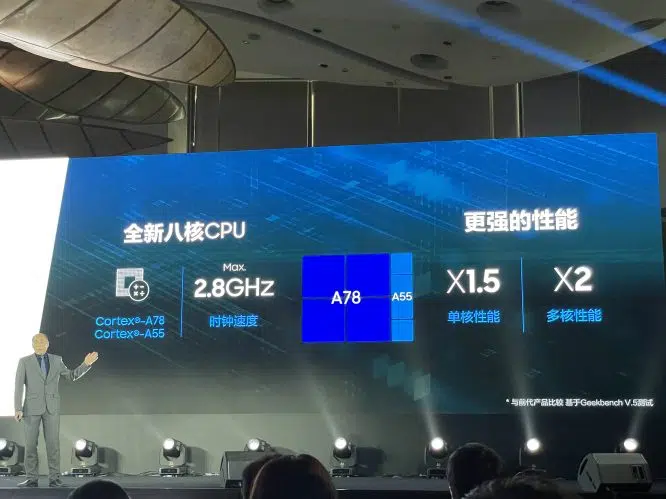 全新八核CPU
Cortex®-A78
Cortex®-A55
Max.
2.8GHz
时钟速度
A78
A55
更强的性能
X1.5
单核性能
X2
多核性能
* 与前代产品比较 基于Geekbench V.5测试